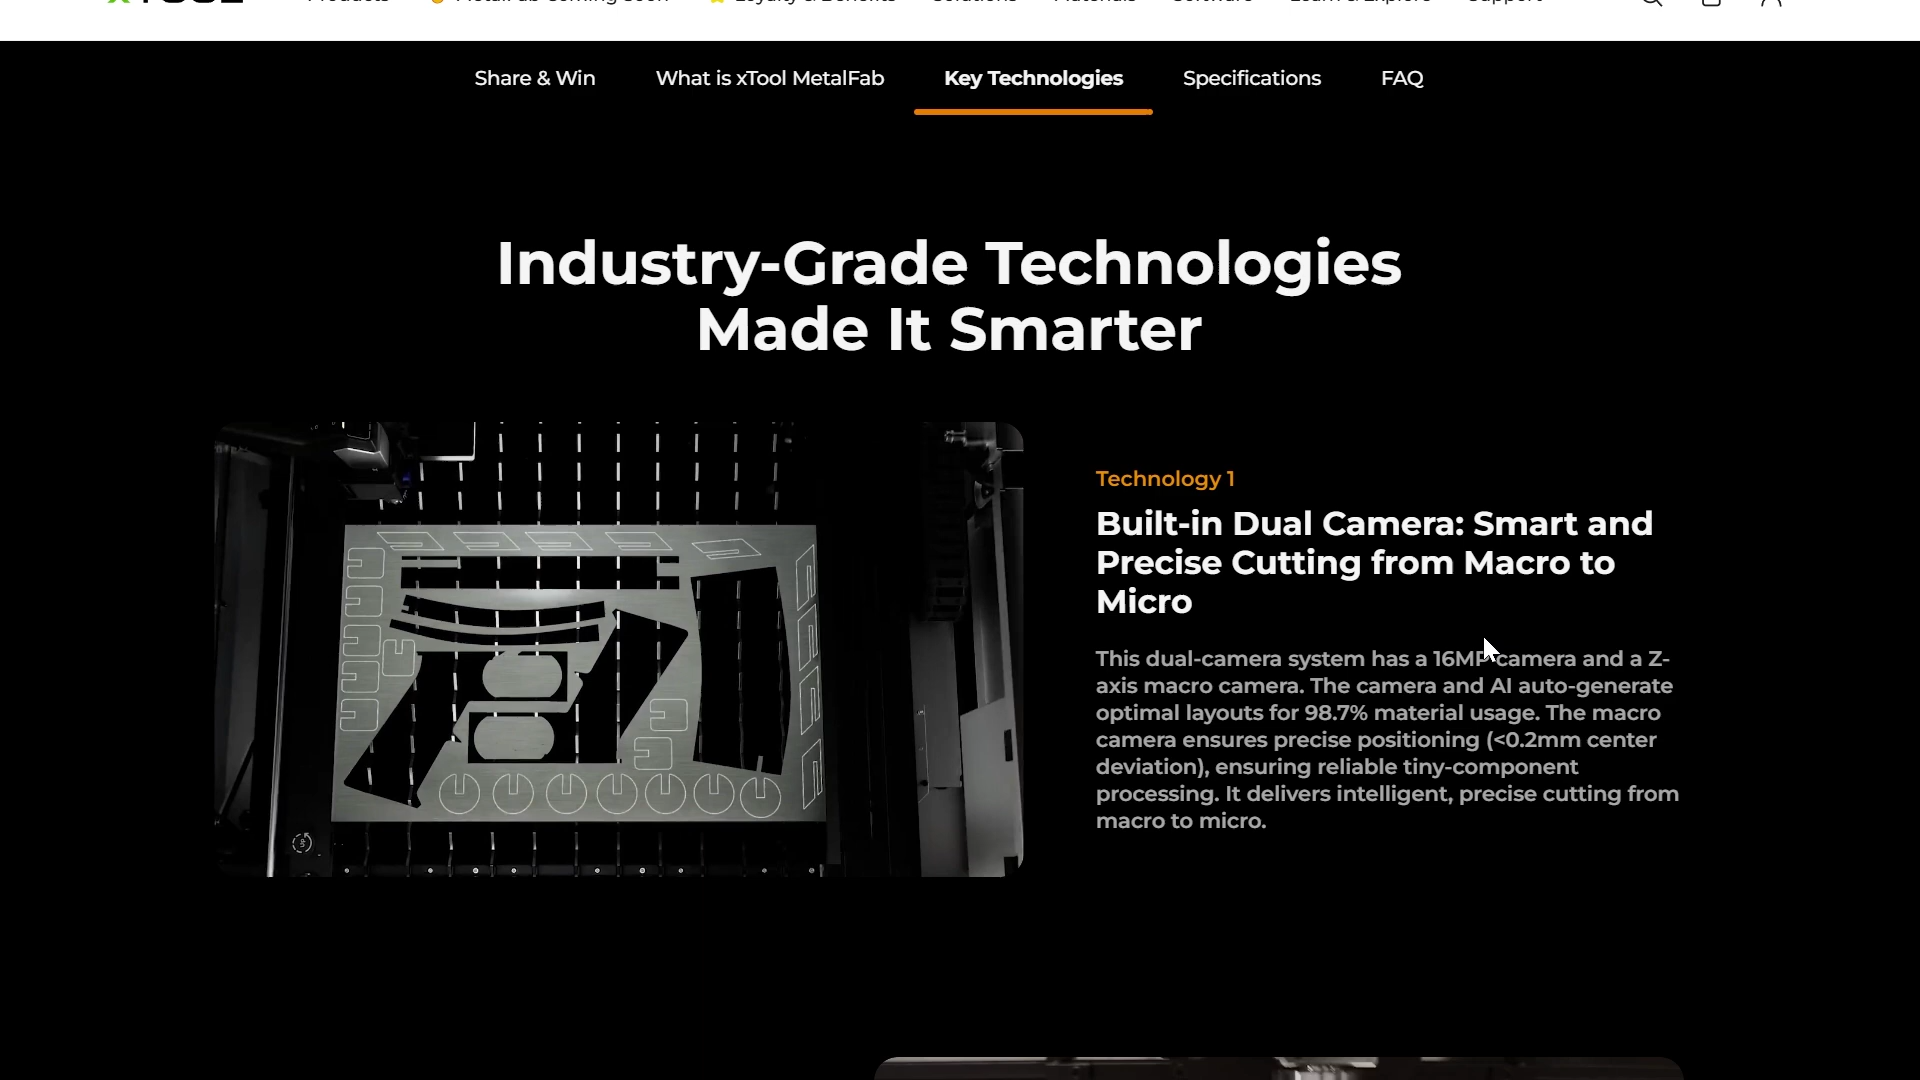 Share & Win
What is xTool MetalFab
Key Technologies
Specifications
FAQ
Industry-Grade Technologies
Made It Smarter
Technology 1
Built-in Dual Camera: Smart and
Precise Cutting from Macro to
Micro
This dual-camera system has a 16MP camera and a Z-
axis macro camera. The camera and AI auto-generate
optimal layouts for 98.7% material usage. The macro
camera ensures precise positioning (<0.2mm center
deviation), ensuring reliable tiny-component
processing. It delivers intelligent, precise cutting from
macro to micro.